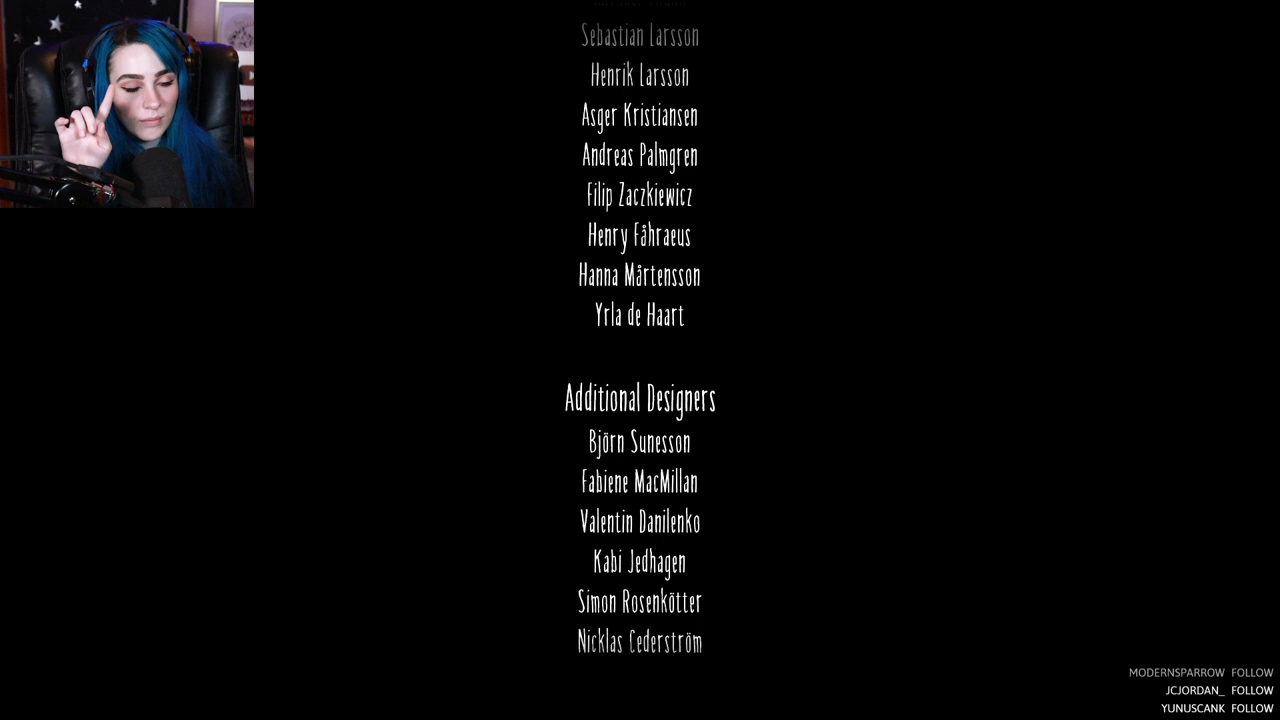 Sebastian Larsson
Henrik Larsson
Asger Kristiansen
Andreas Palmgren
Filip Zaczkiewicz
Henry Fåhraeus
Hanna Mårtensson
Yrla de Haart
Additional Designers
Björn Sunesson
Fabiene MacMillan
Valentin Danilenko
Kabi Jedhagen
Simon Rosenkötter
Nicklas Cederström
MODERNSPARROW FOLLOW
JCJORDAN_ FOLLOW
YUNUSCANK FOLLOW